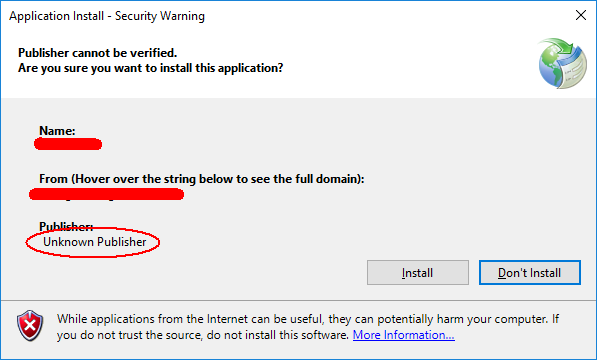 Application Install - Security Warning
Publisher cannot be verified.
Are you sure you want to install this application?
Name:
From (Hover over the string below to see the full domain):
Publisher:
Unknown Publisher
Install
Don't Install
While applications from the Internet can be useful, they can potentially harm your computer. If
you do not trust the source, do not install this software. More Information...